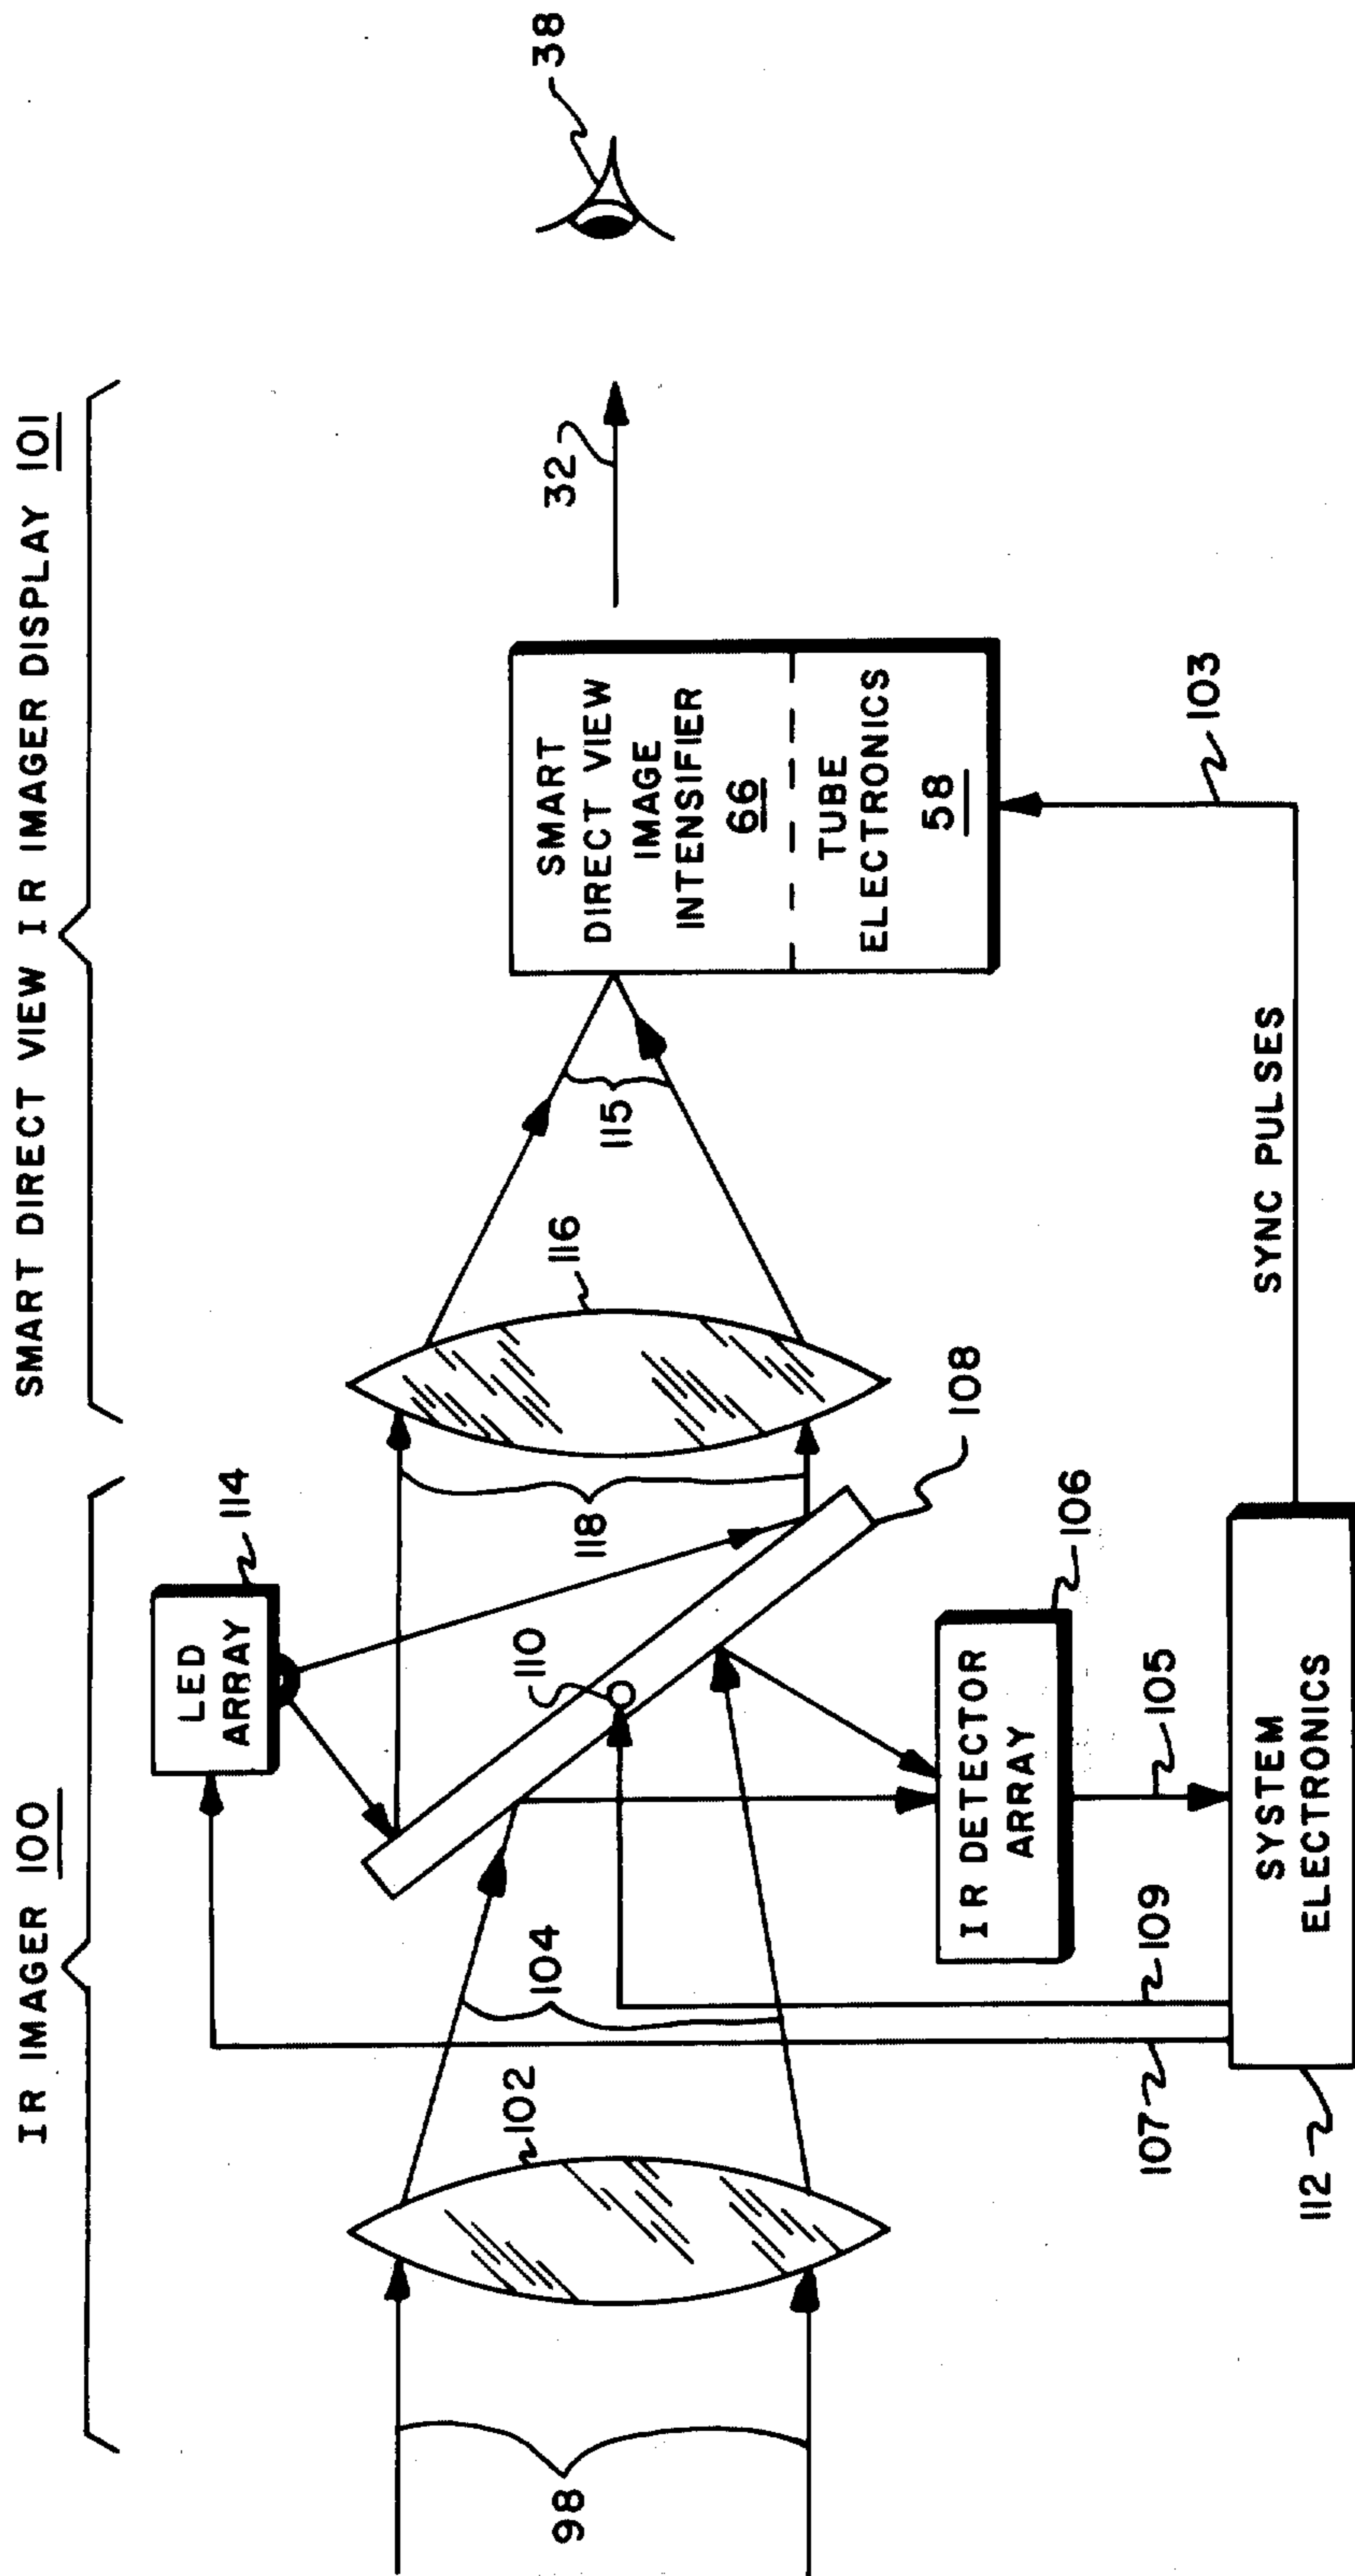 IR IMAGER 100
SMART DIRECT VIEW IR IMAGER DISPLAY 101
LED
ARRAY
114
98
102
104
110
118
116
115
32
38
SMART
DIRECT VIEW
IMAGE
INTENSIFIER
66
TUBE
ELECTRONICS
58
108
106
IR DETECTOR
ARRAY
105
103
SYNC PULSES
107
109
112
SYSTEM
ELECTRONICS